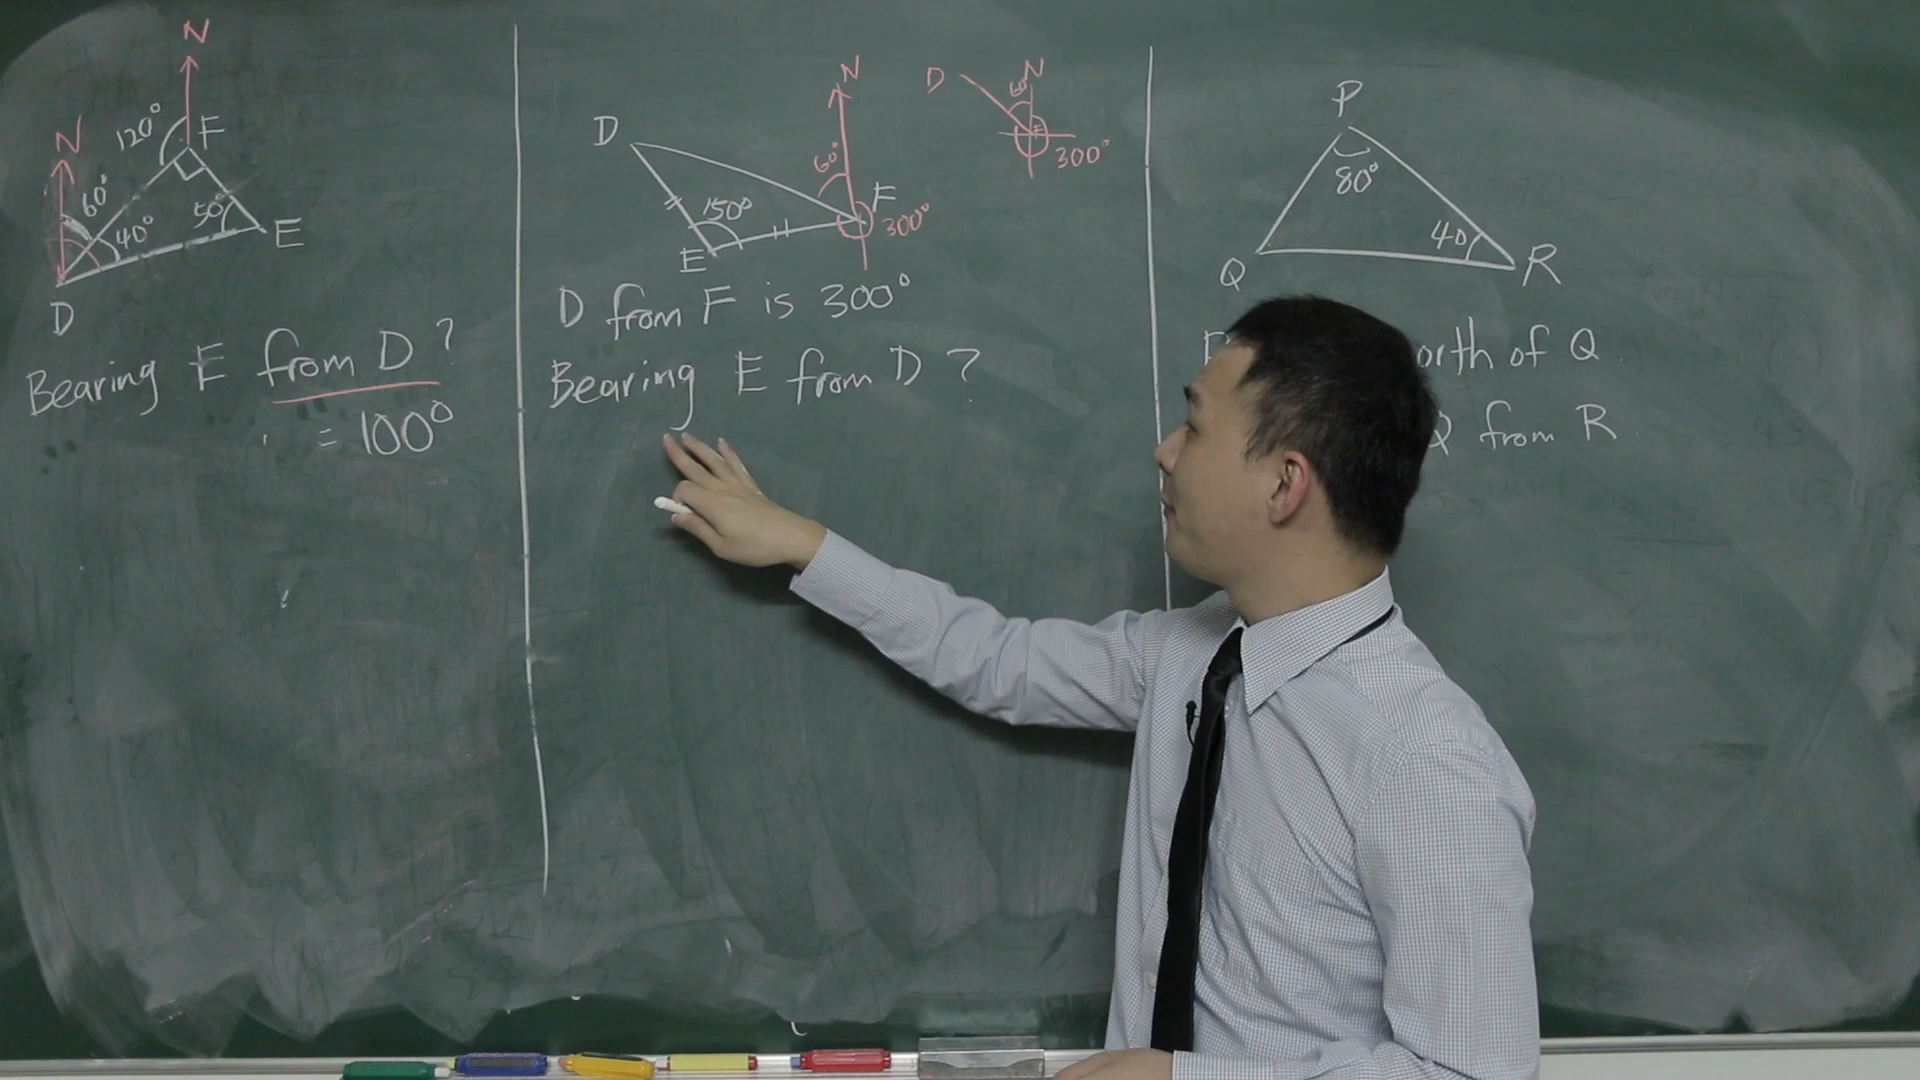 N
N
120°
F
60°
40°
50°
E
D
Bearing E from D?
= 100°
N
D
60°
150°
F
300°
E
D from F is 300°
Bearing E from D?
D
N
60°
F
300°
P
80°
40
Q
R
orth of Q
Q from R